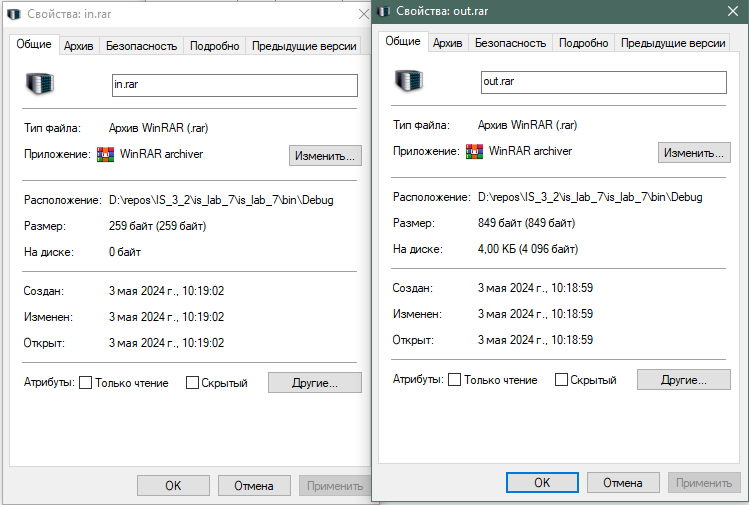 Свойства: in.rar
Общие Архив Безопасность Подробно Предыдущие версии
in.rar
Тип файла: Архив WinRAR (.rar)
Приложение: WinRAR archiver Изменить...
Расположение: D:\repos\IS_3_2\is_lab_7\is_lab_7\bin\Debug
Размер: 259 байт (259 байт)
На диске: 0 байт
Создан: 3 мая 2024 г., 10:19:02
Изменен: 3 мая 2024 г., 10:19:02
Открыт: 3 мая 2024 г., 10:19:02
Атрибуты: Только чтение Скрытый Другие...
OK Отмена Применить
Свойства: out.rar
Общие Архив Безопасность Подробно Предыдущие версии
out.rar
Тип файла: Архив WinRAR (.rar)
Приложение: WinRAR archiver Изменить...
Расположение: D:\repos\IS_3_2\is_lab_7\is_lab_7\bin\Debug
Размер: 849 байт (849 байт)
На диске: 4,00 КБ (4 096 байт)
Создан: 3 мая 2024 г., 10:18:59
Изменен: 3 мая 2024 г., 10:18:59
Открыт: 3 мая 2024 г., 10:18:59
Атрибуты: Только чтение Скрытый Другие...
OK Отмена Применить